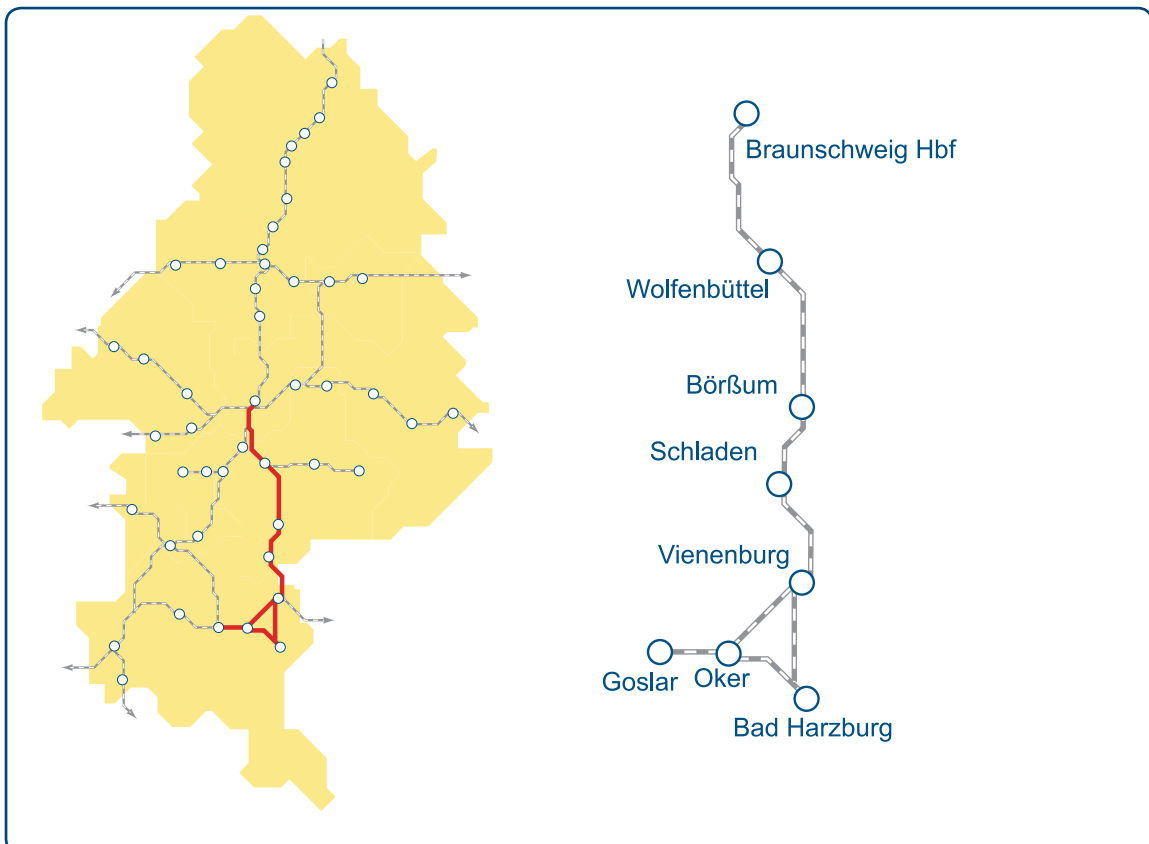 Braunschweig Hbf
Wolfenbüttel
Börßum
Schladen
Vienenburg
Goslar
Oker
Bad Harzburg